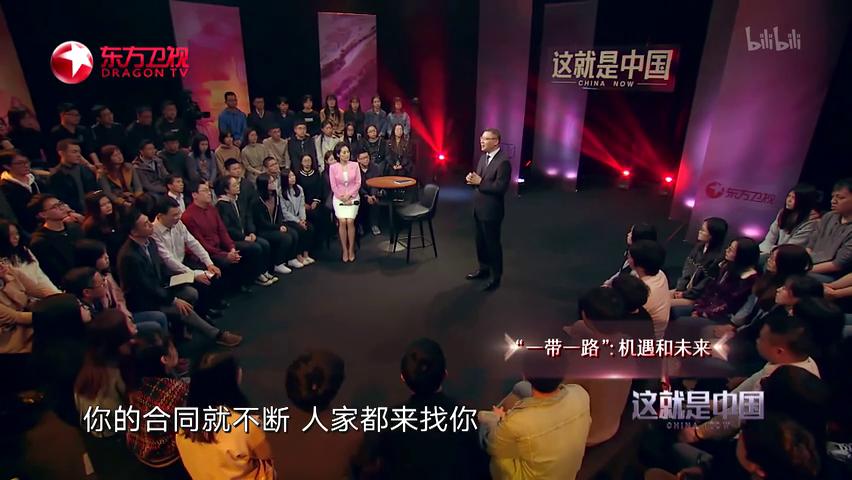 东方卫视
DRAGON TV
这就是中国
CHINA NOW
bilibili
东方卫视
“一带一路”:机遇和未来
这就是中国
CHINA NOW
你的合同就不断 人家都来找你